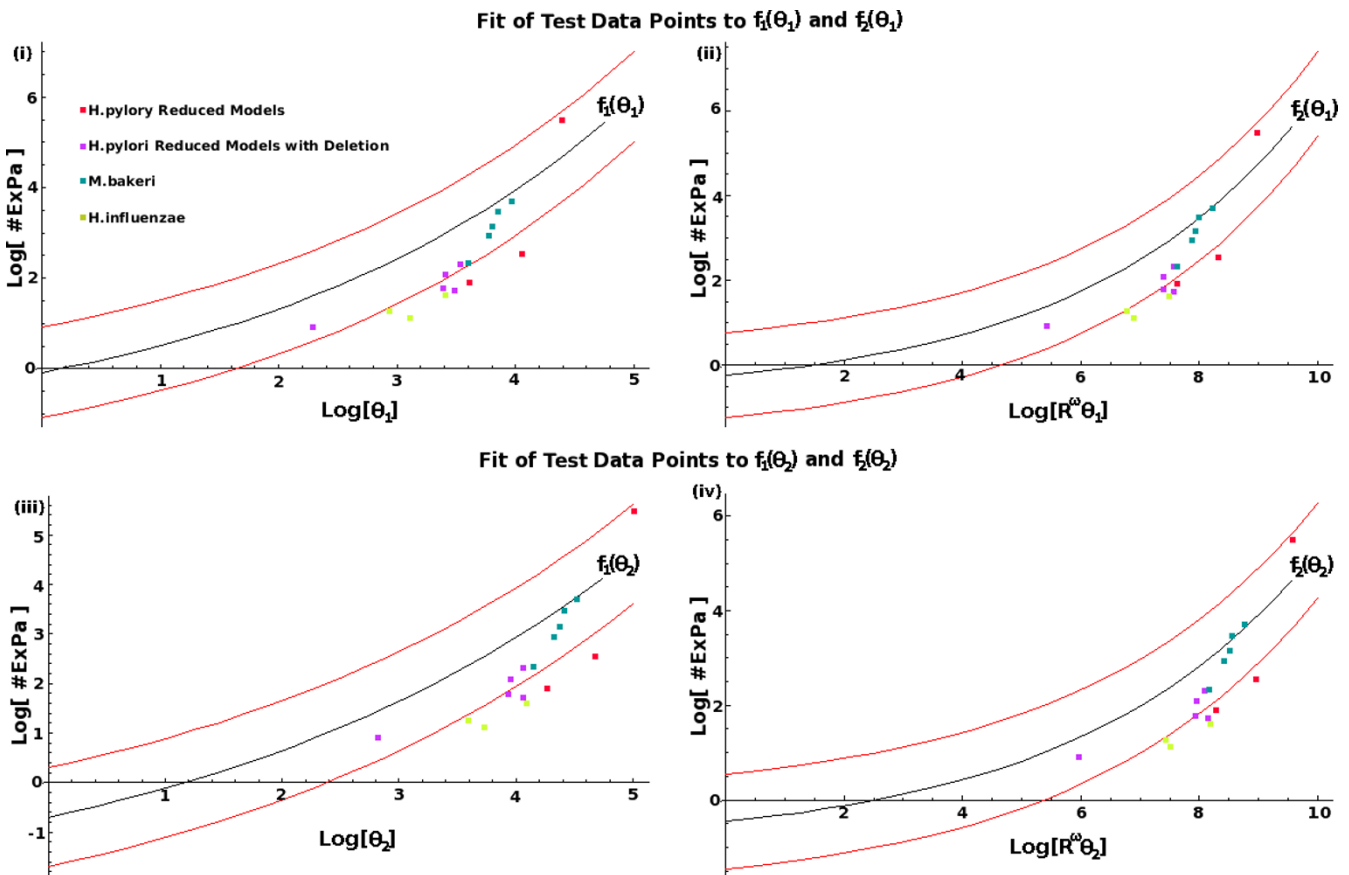 Fit of Test Data Points to f₁(θ₁) and f₂(θ₁)
(i)
6
4
2
0
1
2
3
4
5
Log[ #ExPa ]
Log[θ₁]
H.pylory Reduced Models
H.pylori Reduced Models with Deletion
M.bakeri
H.influenzae
f₁(θ₁)
(ii)
6
4
2
0
2
4
6
8
10
Log[ #ExPa ]
Log[R^ωθ₁]
f₂(θ₁)
Fit of Test Data Points to f₁(θ₂) and f₂(θ₂)
(iii)
5
4
3
2
1
0
-1
1
2
3
4
5
Log[ #ExPa ]
Log[θ₂]
f₁(θ₂)
(iv)
6
4
2
0
2
4
6
8
10
Log[ #ExPa ]
Log[R^ωθ₂]
f₂(θ₂)